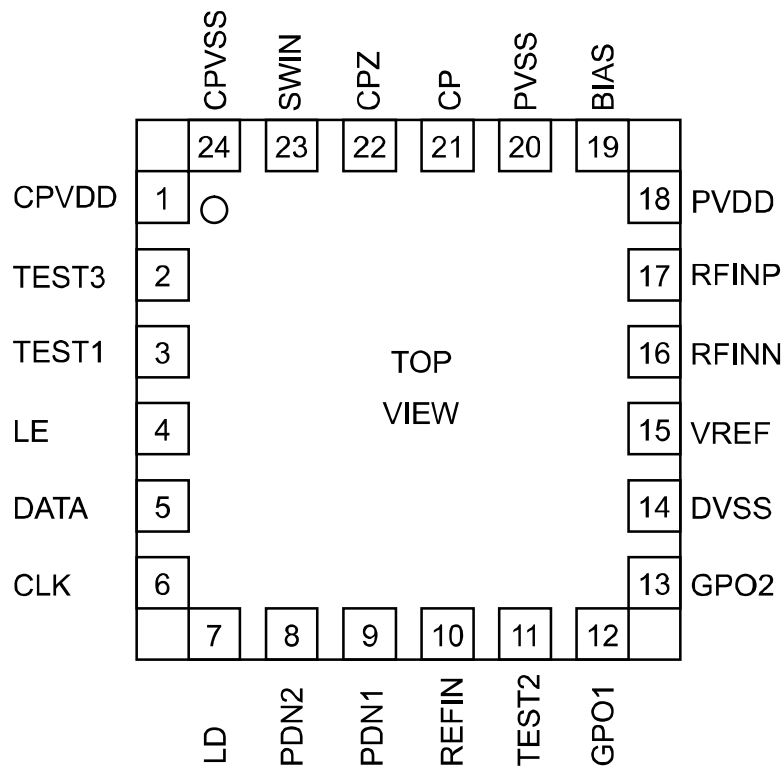 CPVSS SWIN CPZ CP PVSS BIAS
24 23 22 21 20 19
CPVDD 1 18 PVDD
TEST3 2 17 RFINP
TEST1 3 16 RFINN
TOP
VIEW
LE 4 15 VREF
DATA 5 14 DVSS
CLK 6 13 GPO2
7 8 9 10 11 12
LD PDN2 PDN1 REFIN TEST2 GPO1